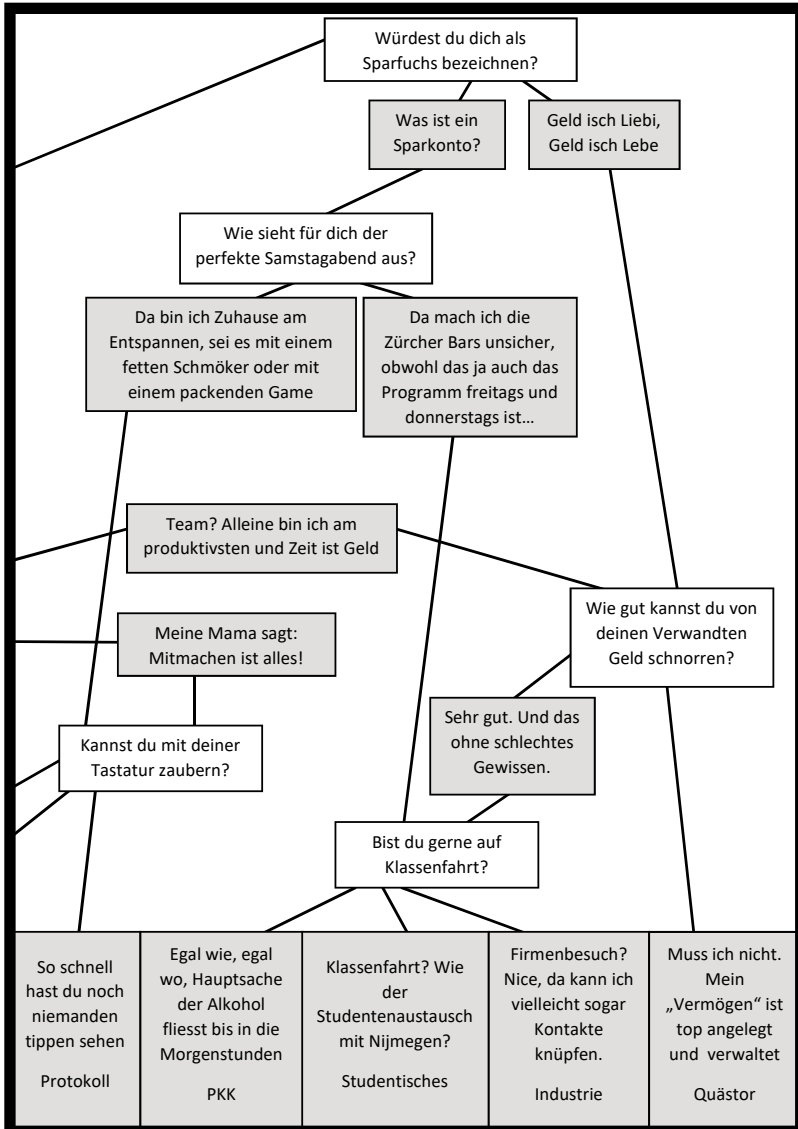 Würdest du dich als
Sparfuchs bezeichnen?
Was ist ein
Sparkonto?
Geld isch Liebi,
Geld isch Lebe
Wie sieht für dich der
perfekte Samstagabend aus?
Da bin ich Zuhause am
Entspannen, sei es mit einem
fetten Schmöker oder mit
einem packenden Game
Da mach ich die
Zürcher Bars unsicher,
obwohl das ja auch das
Programm freitags und
donnerstags ist...
Team? Alleine bin ich am
produktivsten und Zeit ist Geld
Wie gut kannst du von
deinen Verwandten
Geld schnorren?
Meine Mama sagt:
Mitmachen ist alles!
Sehr gut. Und das
ohne schlechtes
Gewissen.
Kannst du mit deiner
Tastatur zaubern?
Bist du gerne auf
Klassenfahrt?
So schnell
hast du noch
niemanden
tippen sehen
Protokoll
Egal wie, egal
wo, Hauptsache
der Alkohol
fliesst bis in die
Morgenstunden
PKK
Klassenfahrt? Wie
der
Studentenaustausch
mit Nijmegen?
Studentisches
Firmenbesuch?
Nice, da kann ich
vielleicht sogar
Kontakte
knüpfen.
Industrie
Muss ich nicht.
Mein
„Vermögen“ ist
top angelegt
und verwaltet
Quästor